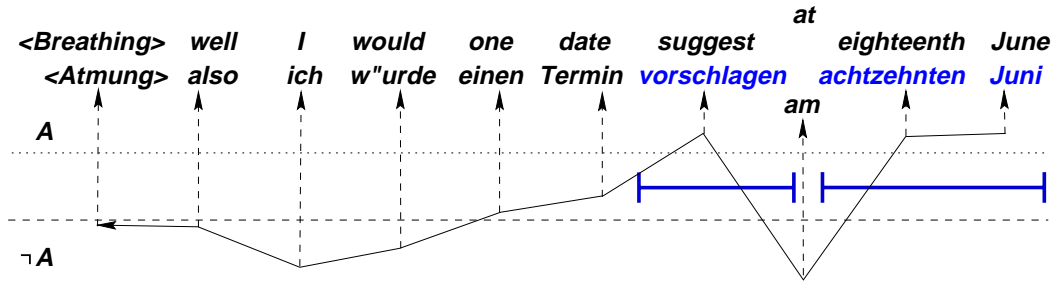 at
<Breathing> well I would one date suggest eighteenth June
<Atmung> also ich w"urde einen Termin vorschlagen achtzehnten Juni
am
A
¬A